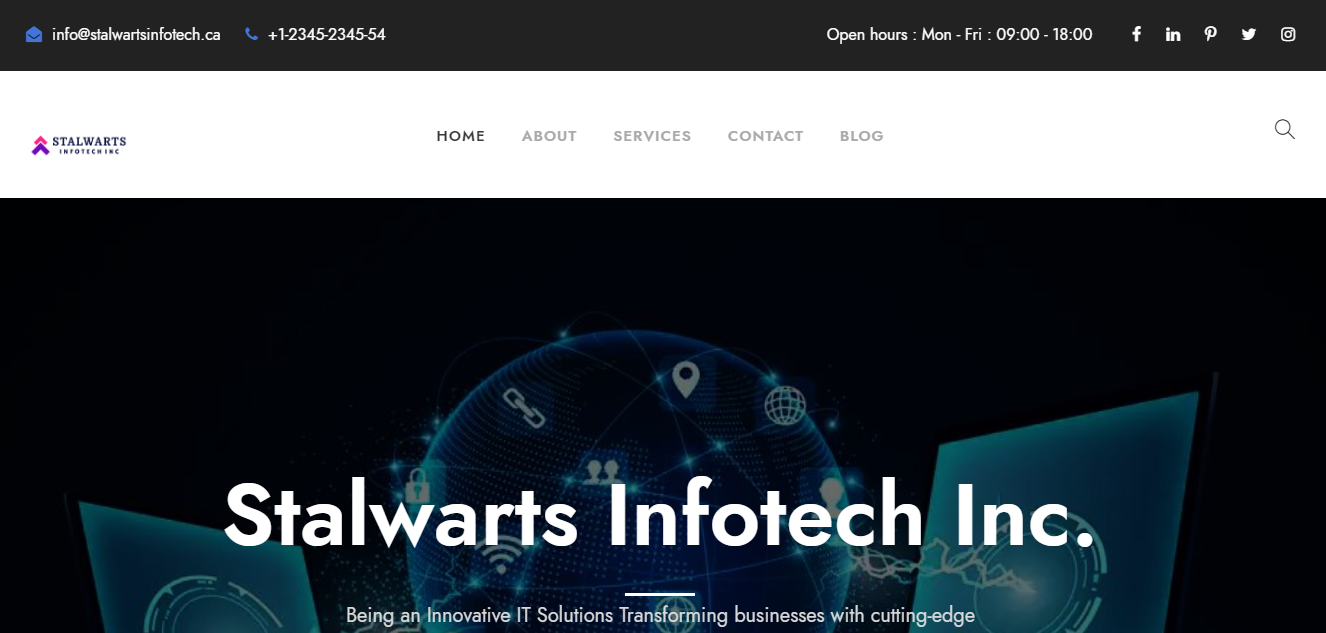 info@stalwartsinfotech.ca +1-2345-2345-54 Open hours : Mon - Fri : 09:00 - 18:00
STALWARTS
INFOTECH INC
HOME ABOUT SERVICES CONTACT BLOG
Stalwarts Infotech Inc.
Being an Innovative IT Solutions Transforming businesses with cutting-edge